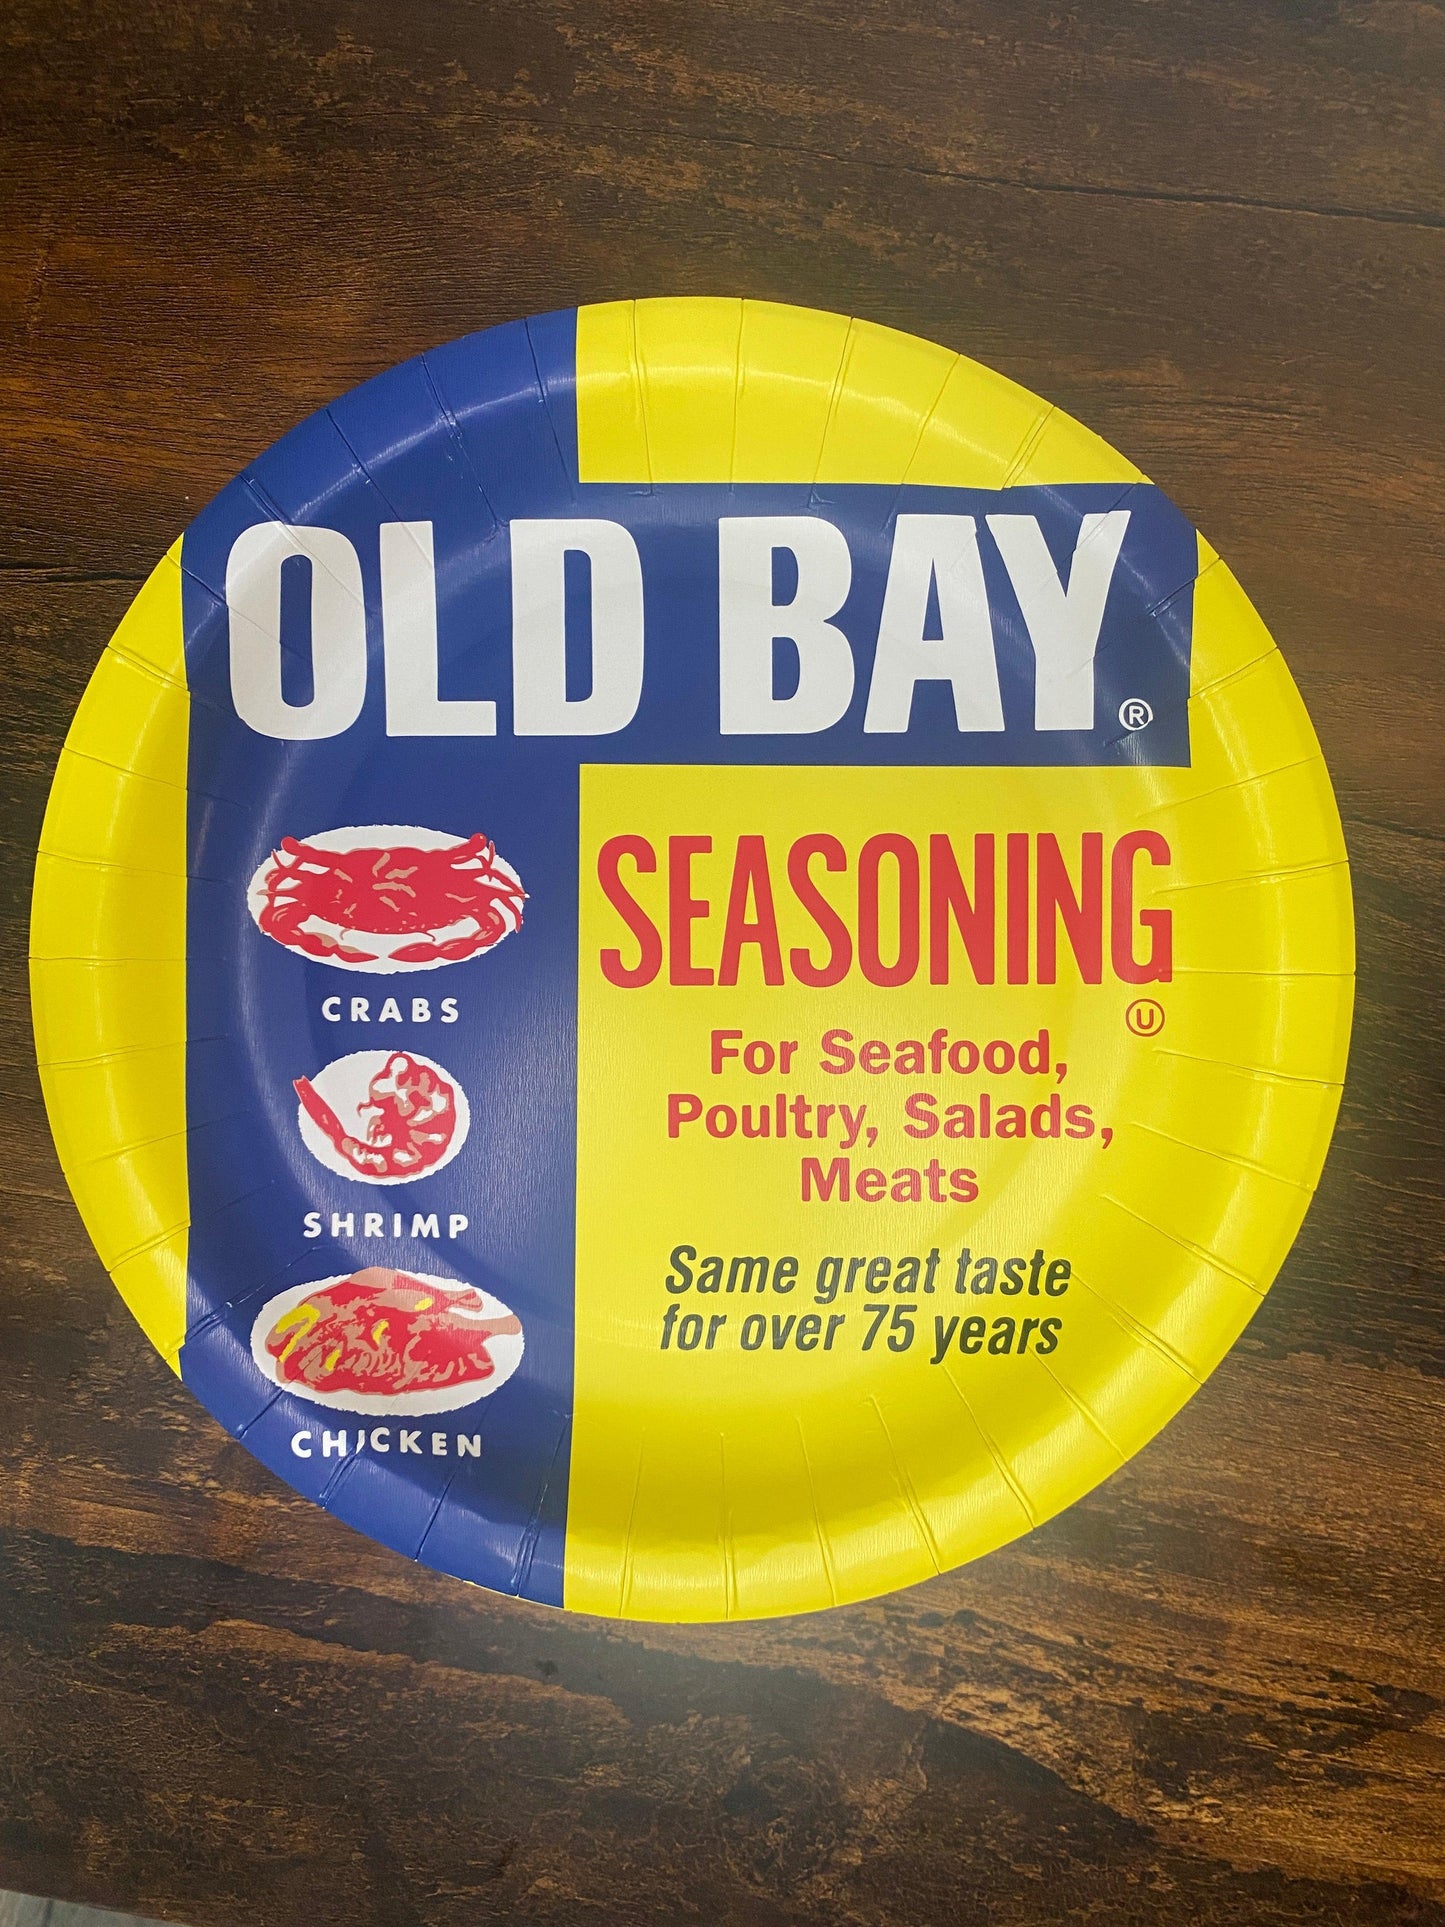 OLD BAY®
SEASONING
Ⓤ
For Seafood,
Poultry, Salads,
Meats
Same great taste
for over 75 years
CRABS
SHRIMP
CHICKEN